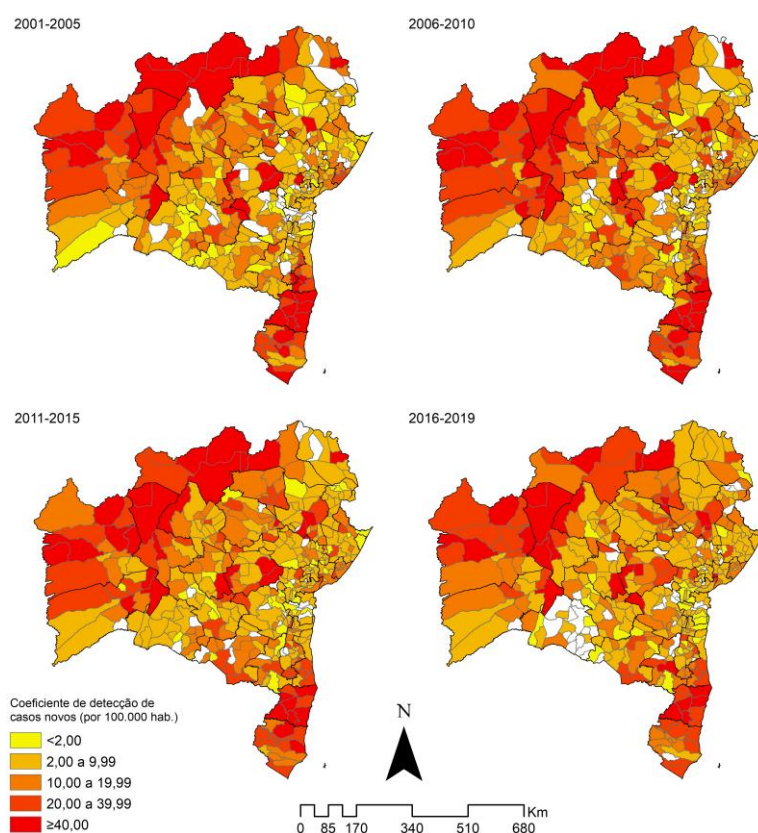 2001-2005
2006-2010
2011-2015
2016-2019
Coeficiente de detecção de
casos novos (por 100.000 hab.)
<2,00
2,00 a 9,99
10,00 a 19,99
20,00 a 39,99
≥40,00
N
Km
0 85 170 340 510 680